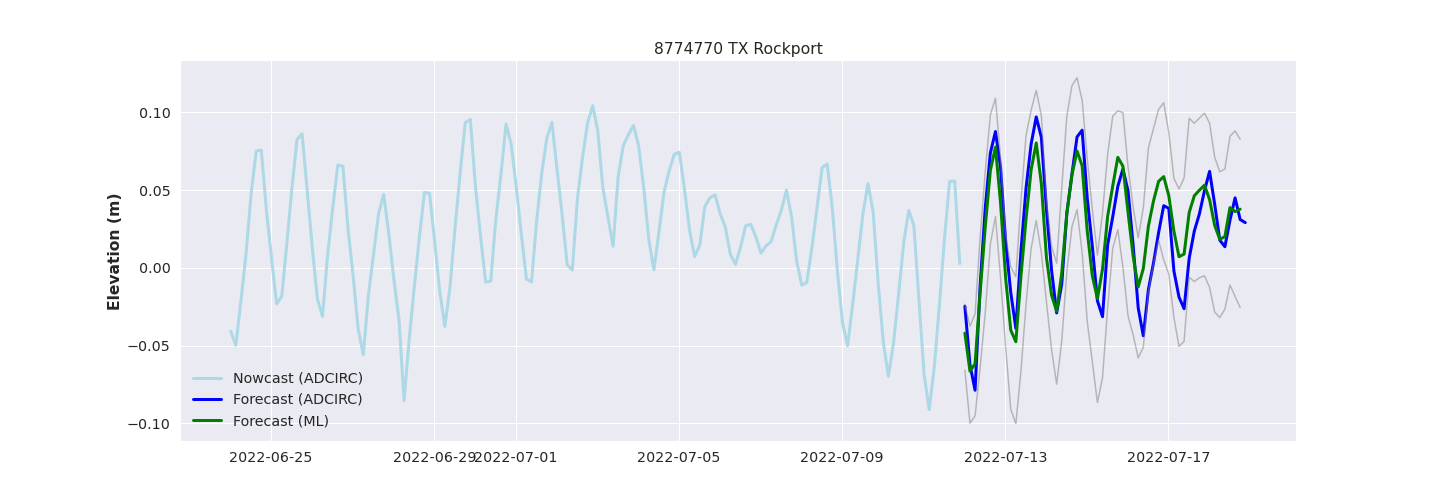 8774770 TX Rockport
Elevation (m)
0.10
0.05
0.00
−0.05
−0.10
Nowcast (ADCIRC)
Forecast (ADCIRC)
Forecast (ML)
2022-06-25 2022-06-29 2022-07-01 2022-07-05 2022-07-09 2022-07-13 2022-07-17